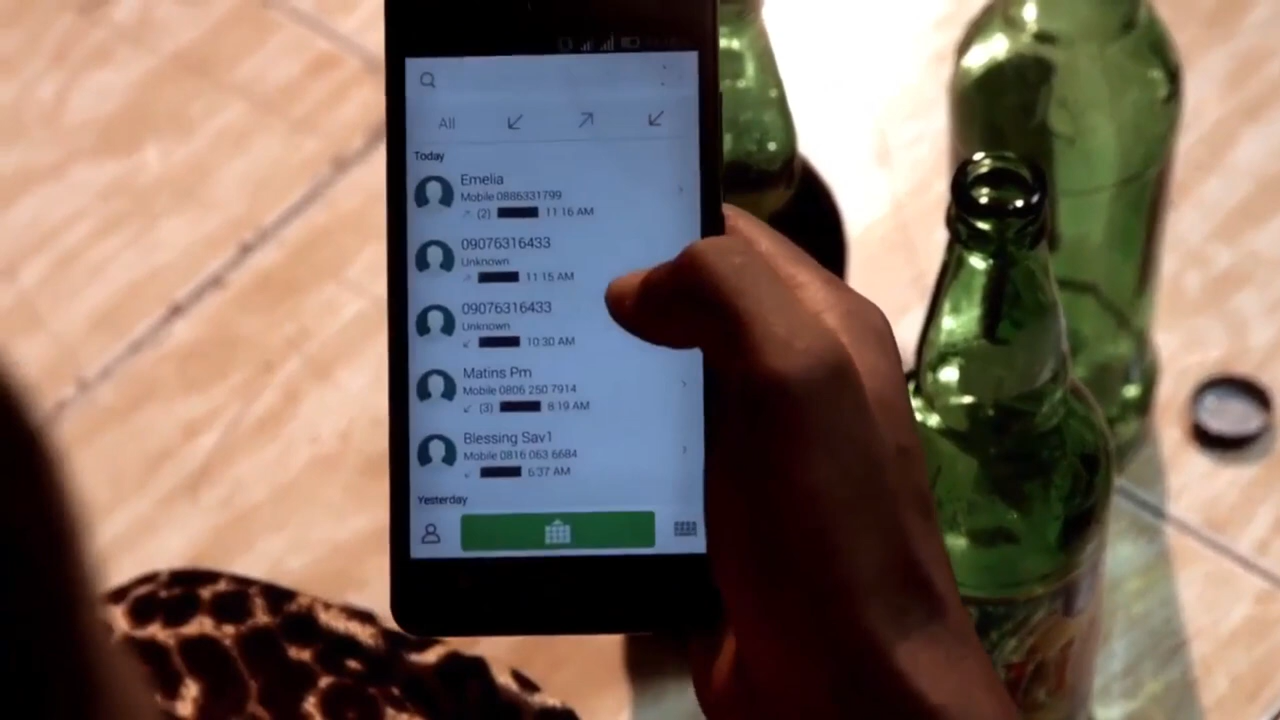 All
Today
Emelia
Mobile 0886331799
(2) 11:16 AM
09076316433
Unknown
11:15 AM
09076316433
Unknown
10:30 AM
Matins Pm
Mobile 0806 250 7914
(3) 8:19 AM
Blessing Sav1
Mobile 0816 063 6684
6:37 AM
Yesterday